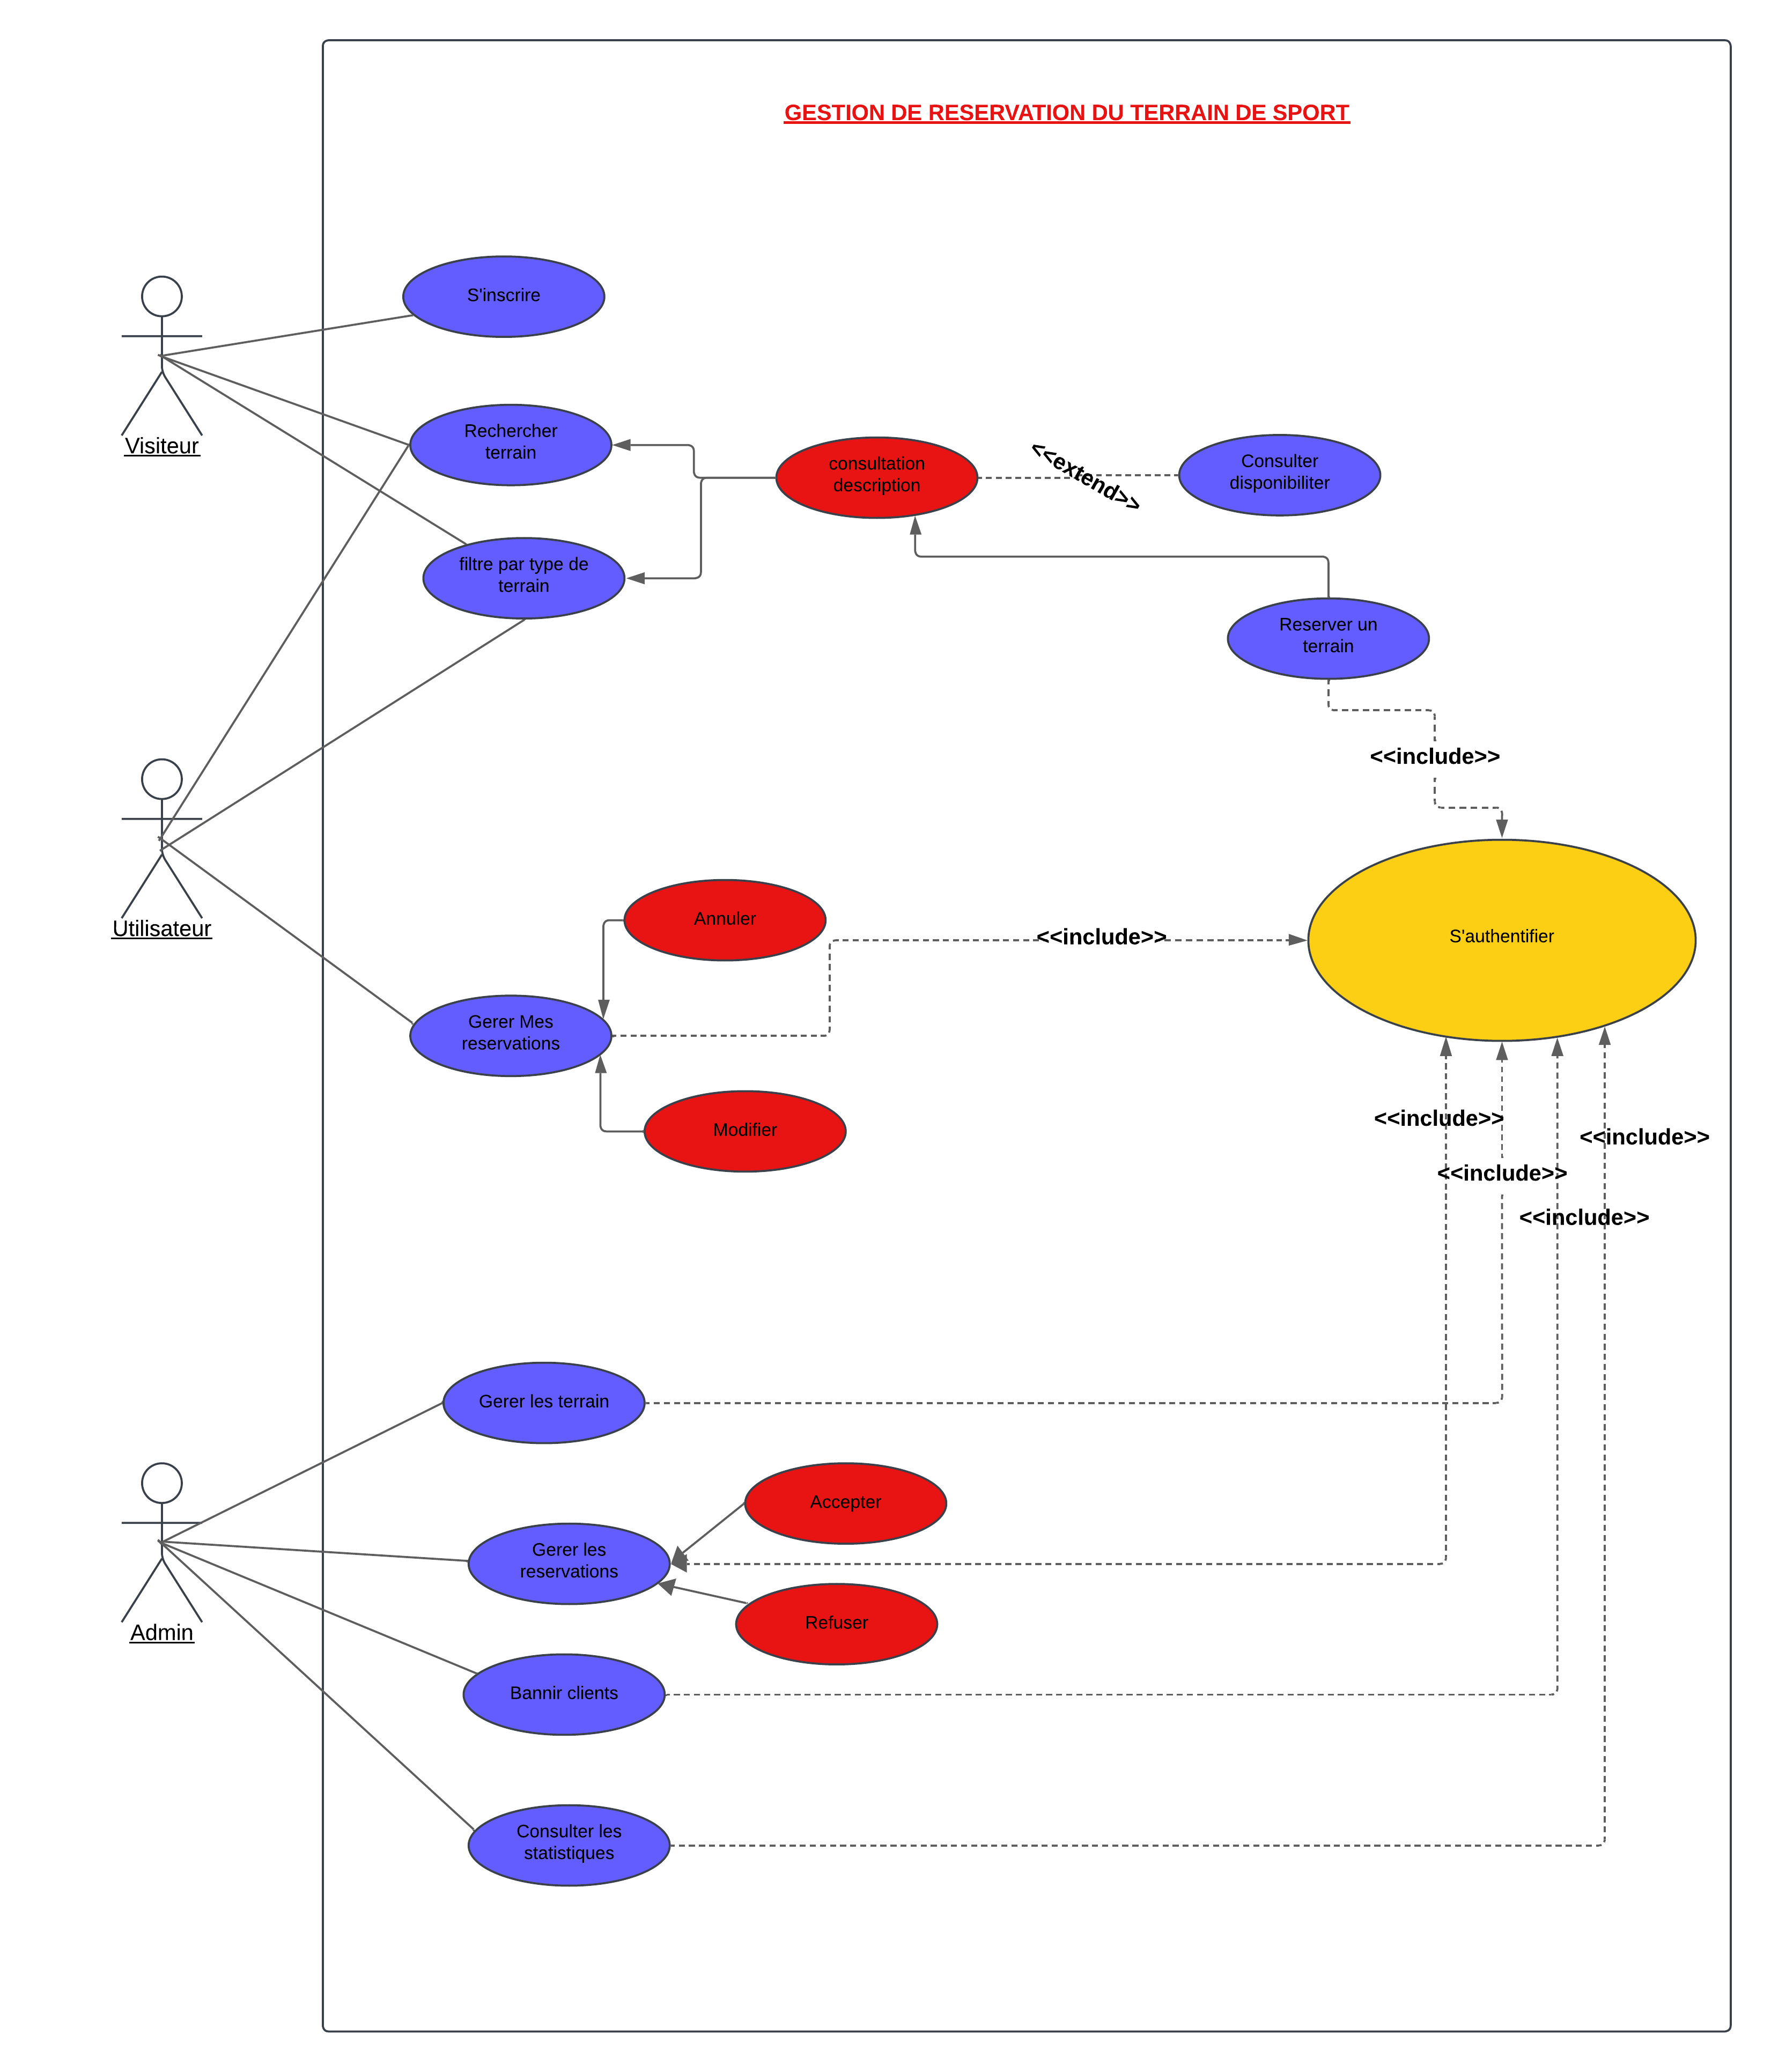 GESTION DE RESERVATION DU TERRAIN DE SPORT
S'inscrire
Visiteur
Rechercher
terrain
consultation
description
<<extend>>
Consulter
disponibiliter
filtre par type de
terrain
Reserver un
terrain
<<include>>
Utilisateur
Annuler
<<include>>
S'authentifier
Gerer Mes
reservations
Modifier
<<include>>
<<include>>
<<include>>
<<include>>
Gerer les terrain
Accepter
Gerer les
reservations
Refuser
Admin
Bannir clients
Consulter les
statistiques